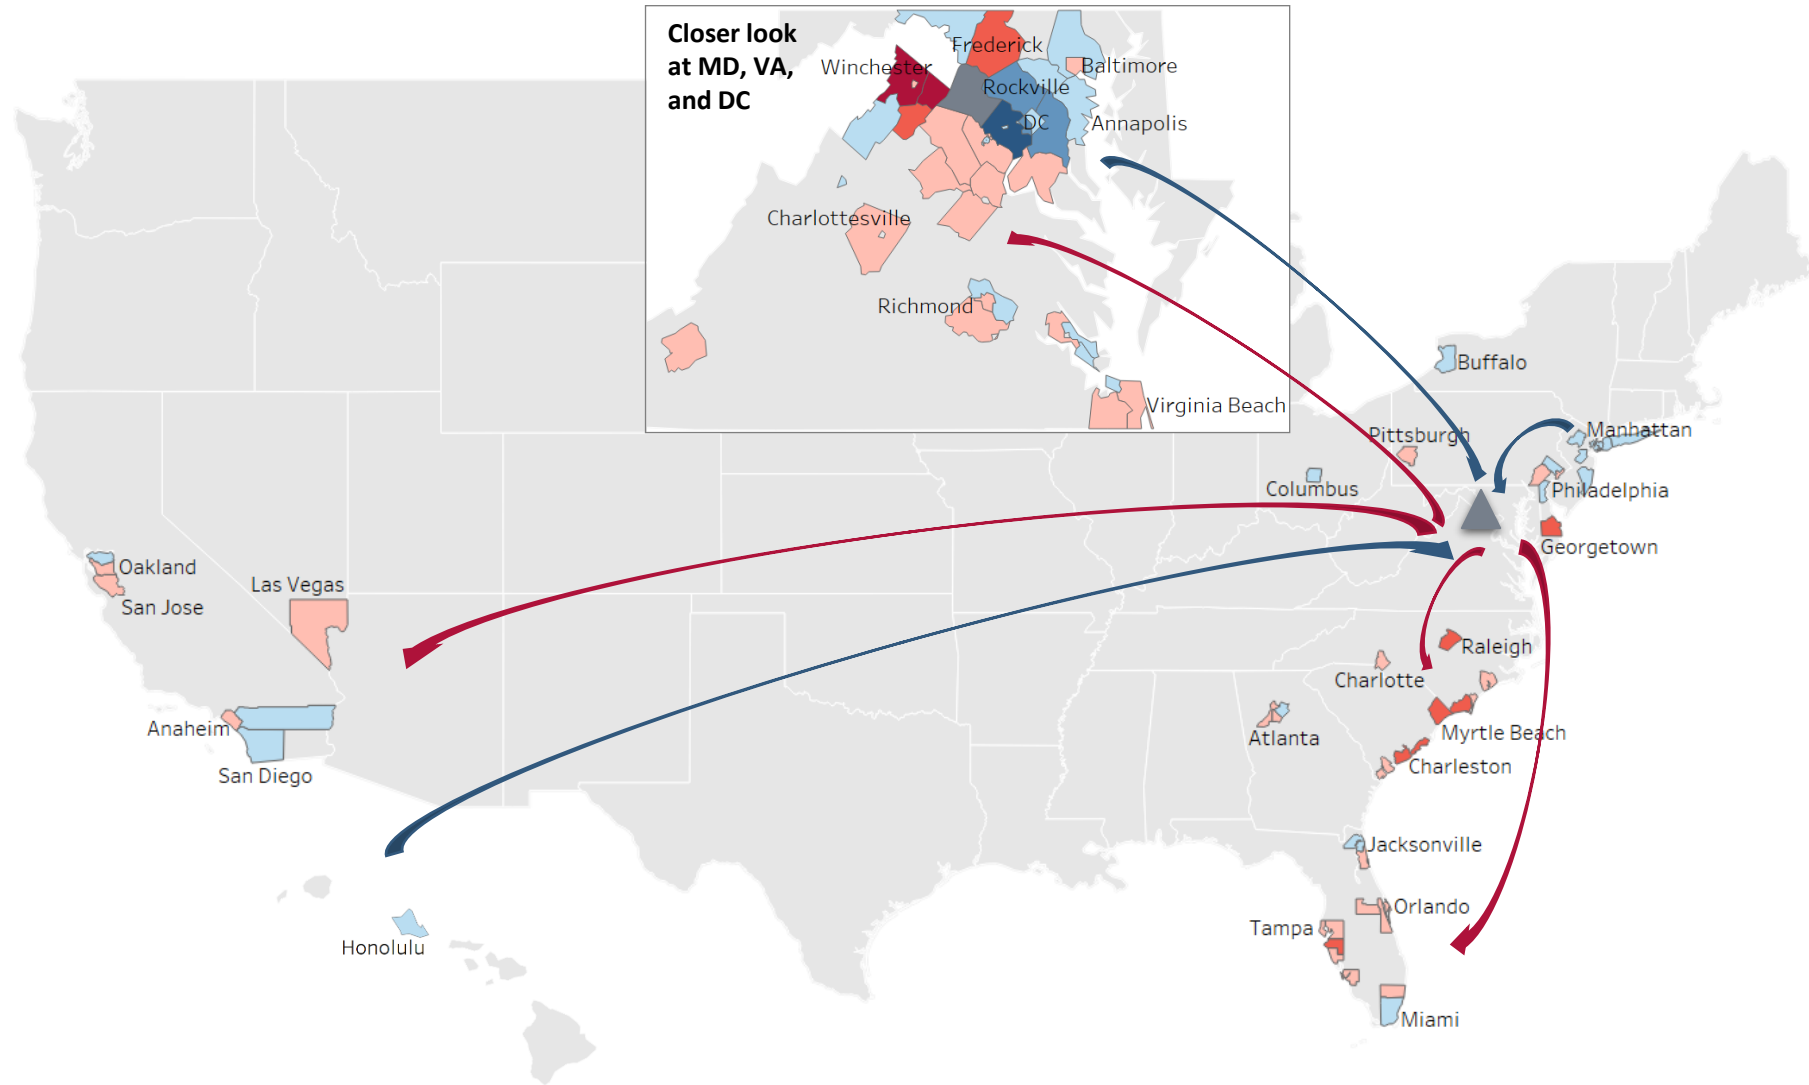 Closer look
at MD, VA,
and DC
Frederick
Winchester
Baltimore
Rockville
DC
Annapolis
Charlottesville
Richmond
Virginia Beach
Buffalo
Pittsburgh
Manhattan
Columbus
Philadelphia
Georgetown
Oakland
Las Vegas
San Jose
Raleigh
Charlotte
Anaheim
Atlanta
Myrtle Beach
San Diego
Charleston
Jacksonville
Orlando
Tampa
Honolulu
Miami